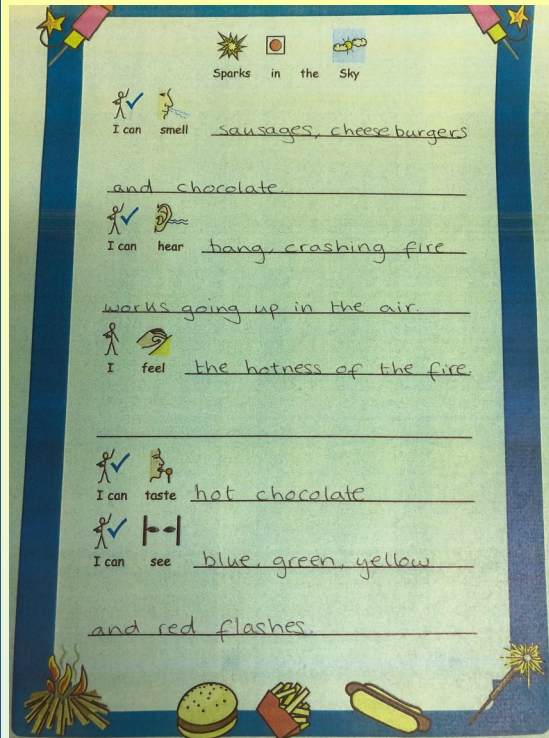 Sparks in the Sky
I can smell sausages, cheeseburgers
and chocolate.
I can hear bang, crashing fire
works going up in the air.
I feel the hotness of the fire.
I can taste hot chocolate
I can see blue, green, yellow
and red flashes.